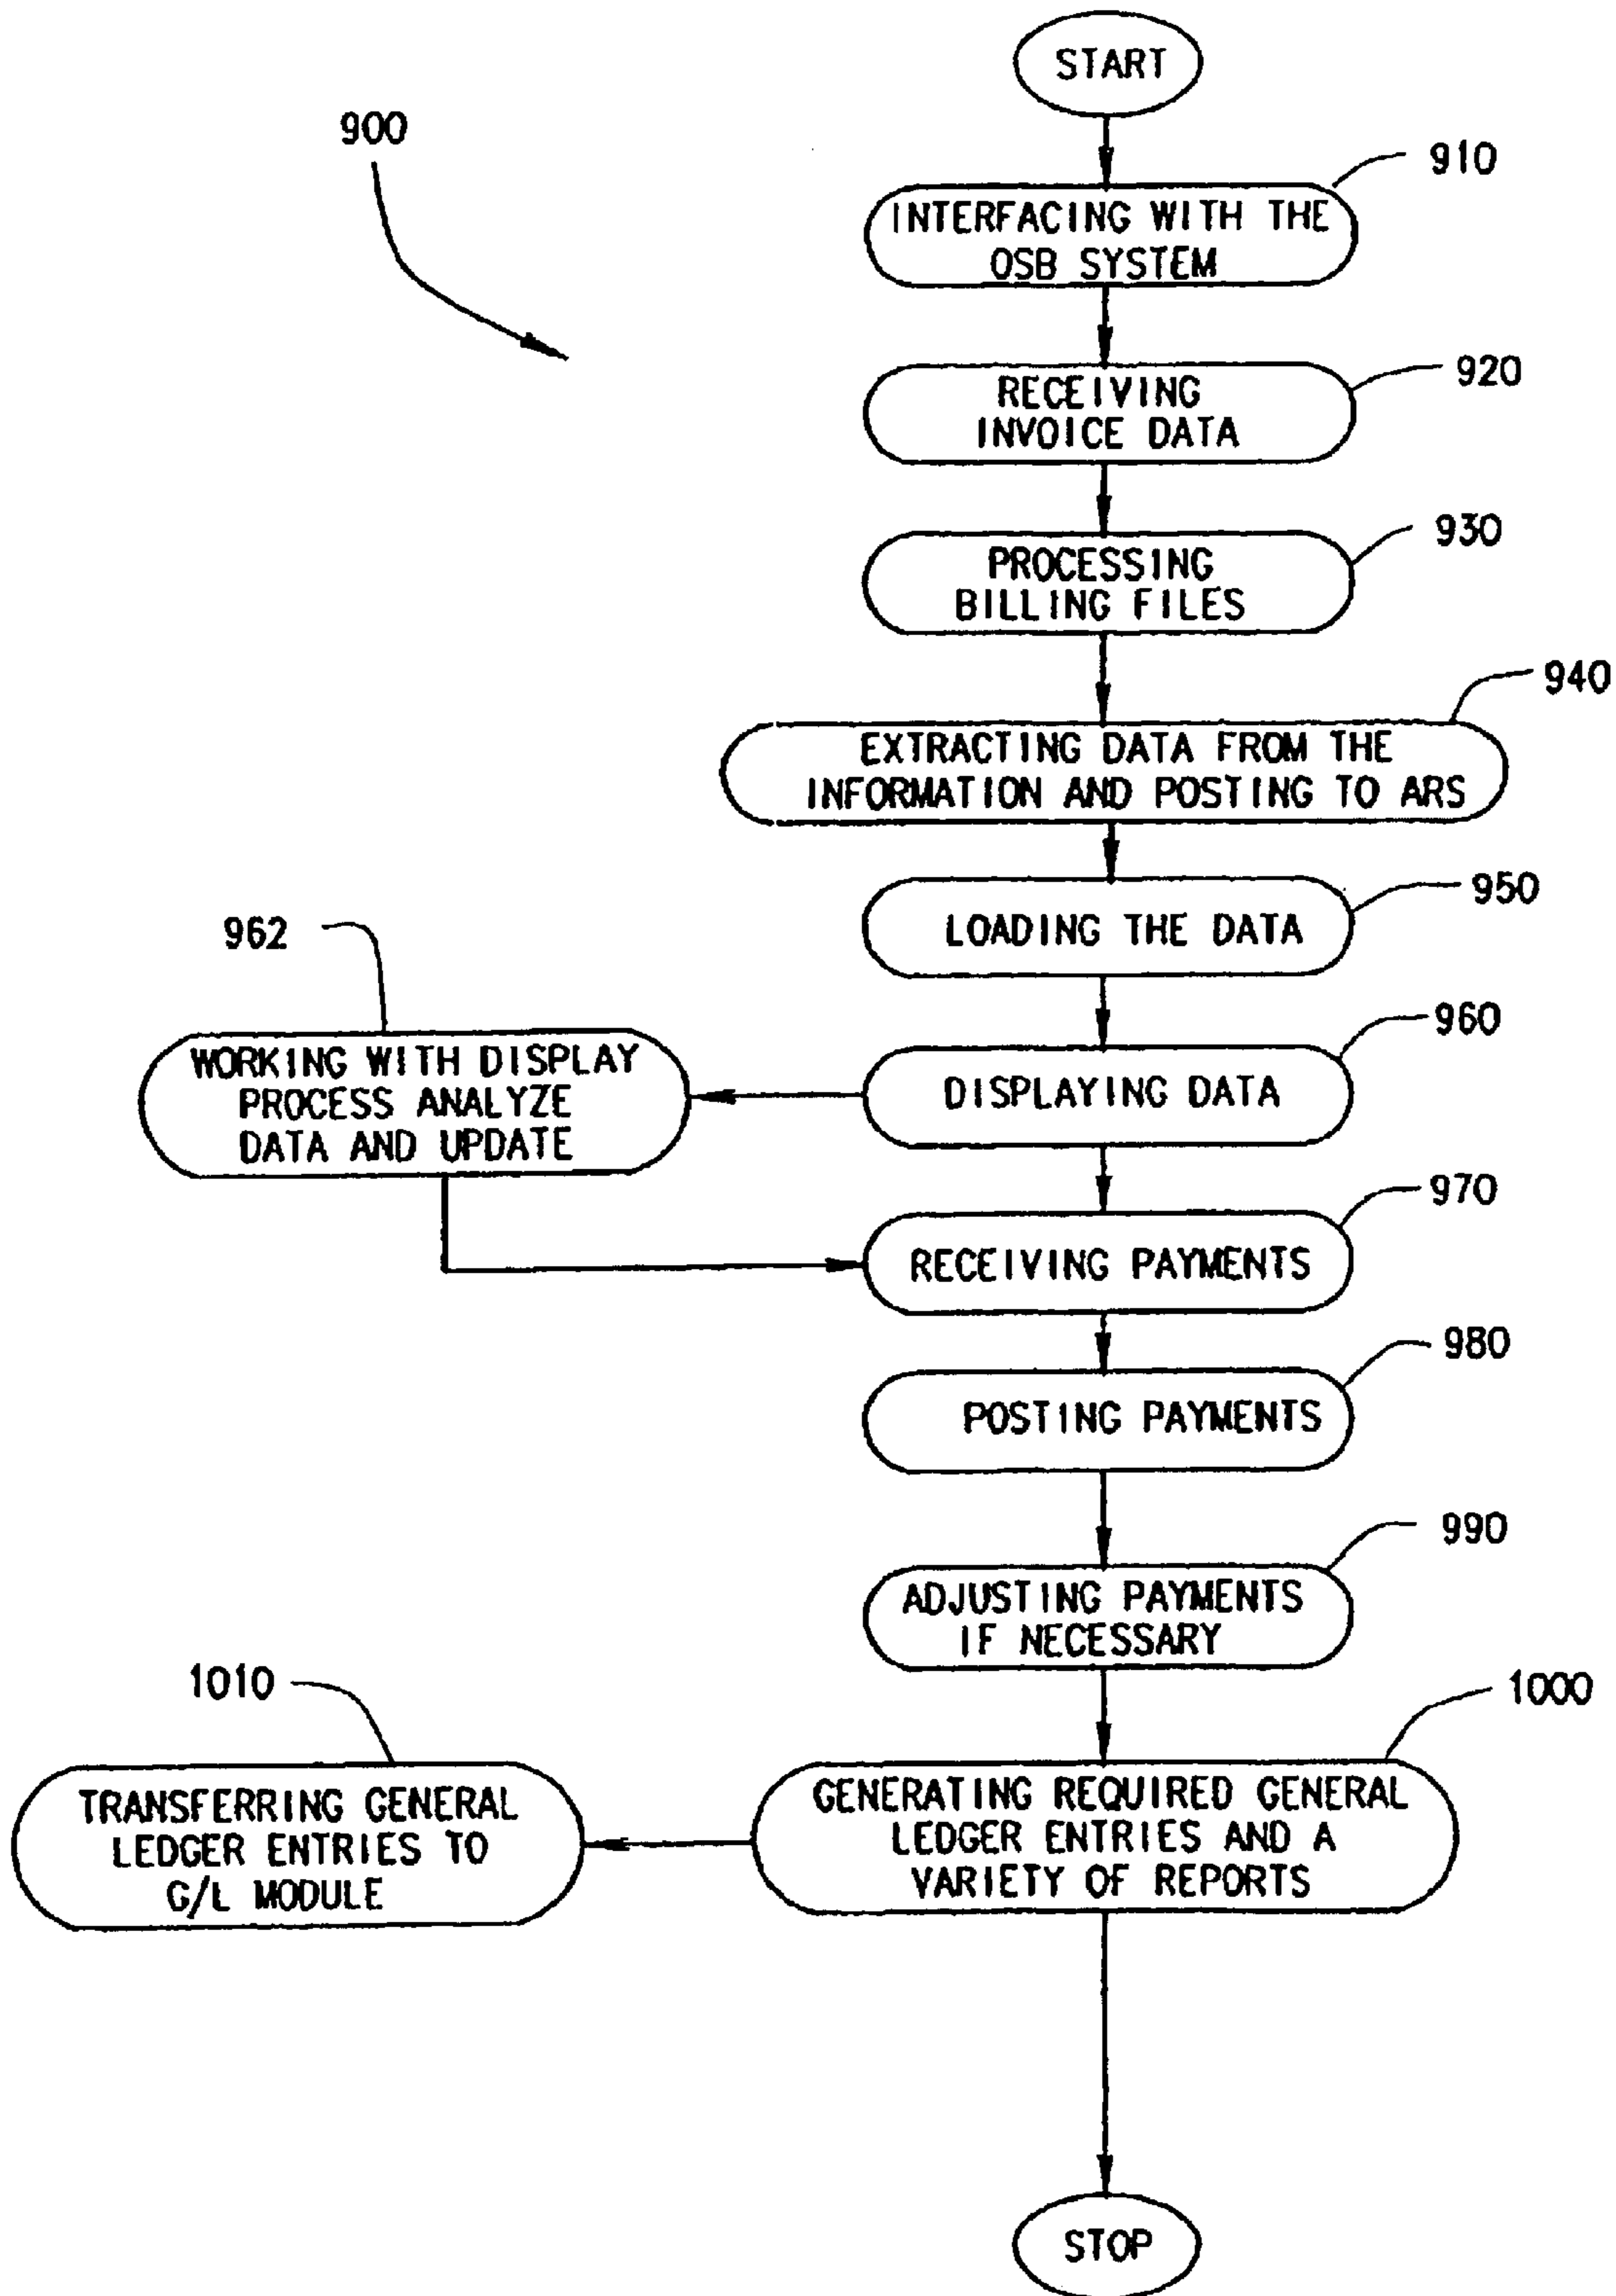 START
900
910
INTERFACING WITH THE
OSB SYSTEM
920
RECEIVING
INVOICE DATA
930
PROCESSING
BILLING FILES
940
EXTRACTING DATA FROM THE
INFORMATION AND POSTING TO ARS
950
LOADING THE DATA
962
WORKING WITH DISPLAY
PROCESS ANALYZE
DATA AND UPDATE
960
DISPLAYING DATA
970
RECEIVING PAYMENTS
980
POSTING PAYMENTS
990
ADJUSTING PAYMENTS
IF NECESSARY
1010
TRANSFERRING GENERAL
LEDGER ENTRIES TO
G/L MODULE
1000
GENERATING REQUIRED GENERAL
LEDGER ENTRIES AND A
VARIETY OF REPORTS
STOP